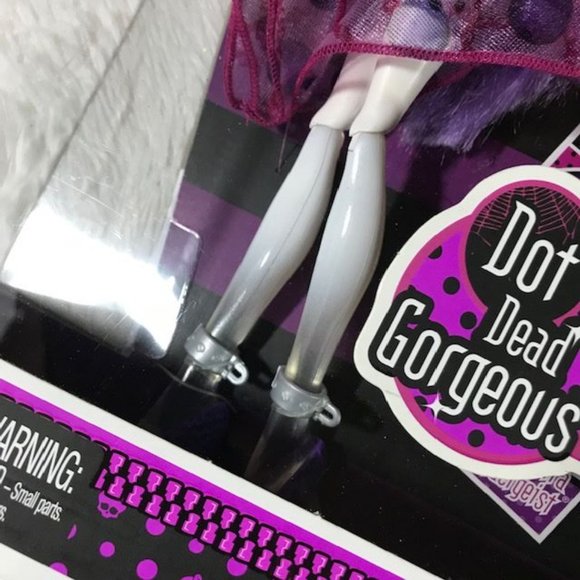 Dot
Dead
Gorgeous
WARNING:
– Small parts.